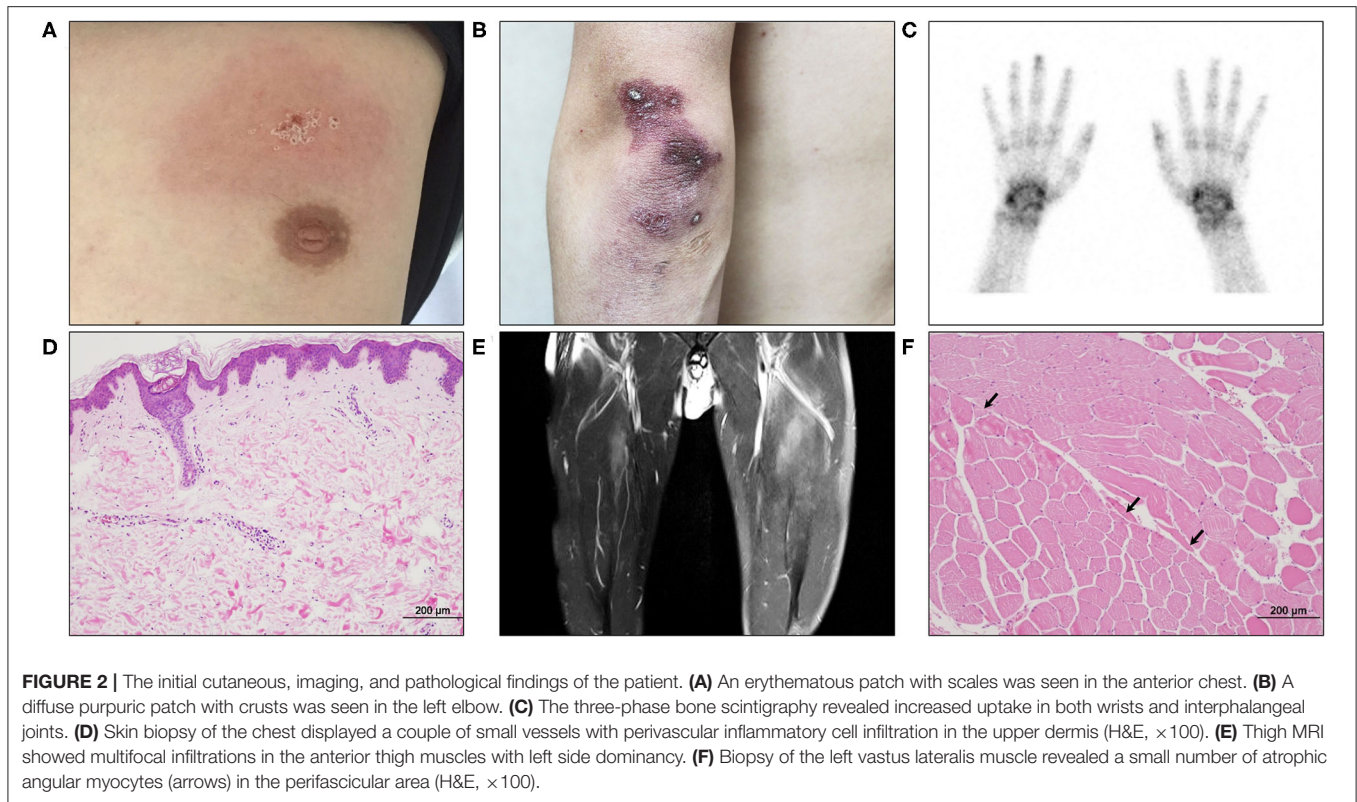 A
B
C
D
200 µm
E
F
200 µm
FIGURE 2 | The initial cutaneous, imaging, and pathological findings of the patient. (A) An erythematous patch with scales was seen in the anterior chest. (B) A
diffuse purpuric patch with crusts was seen in the left elbow. (C) The three-phase bone scintigraphy revealed increased uptake in both wrists and interphalangeal
joints. (D) Skin biopsy of the chest displayed a couple of small vessels with perivascular inflammatory cell infiltration in the upper dermis (H&E, ×100). (E) Thigh MRI
showed multifocal infiltrations in the anterior thigh muscles with left side dominancy. (F) Biopsy of the left vastus lateralis muscle revealed a small number of atrophic
angular myocytes (arrows) in the perifascicular area (H&E, ×100).